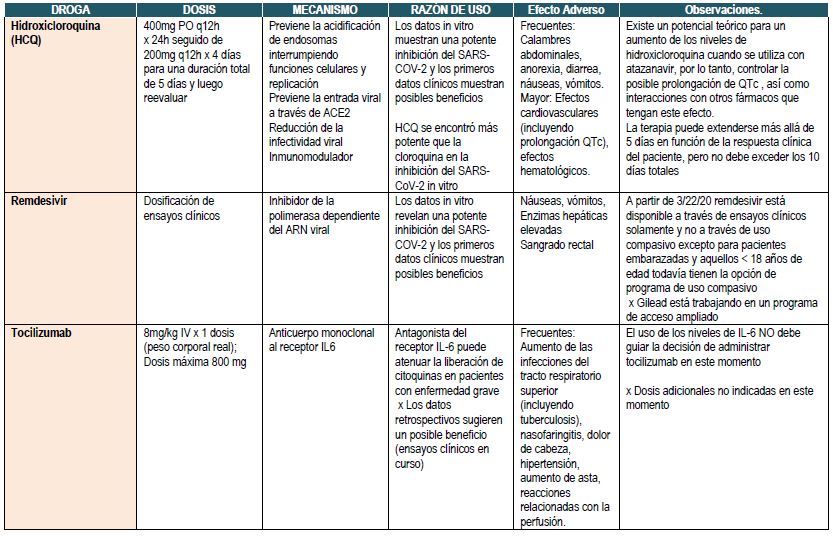 DROGA
DOSIS
MECANISMO
RAZÓN DE USO
Efecto Adverso
Observaciones.
Hidroxicloroquina
(HCQ)
400mg PO q12h
x 24h seguido de
200mg q12h x 4 días
para una duración total
de 5 días y luego
reevaluar
Previene la acidificación
de endosomas
interrumpiendo
funciones celulares y
replicación
Previene la entrada viral
a través de ACE2
Reducción de la
infectividad viral
Inmunomodulador
Los datos in vitro
muestran una potente
inhibición del SARS-
COV-2 y los primeros
datos clínicos muestran
posibles beneficios
HCQ se encontró más
potente que la
cloroquina en la
inhibición del SARS-
CoV-2 in vitro
Frecuentes:
Calambres
abdominales,
anorexia, diarrea,
náuseas, vómitos.
Mayor: Efectos
cardiovasculares
(incluyendo
prolongación QTc),
efectos
hematológicos.
Existe un potencial teórico para un
aumento de los niveles de
hidroxicloroquina cuando se utiliza con
atazanavir, por lo tanto, controlar la
posible prolongación de QTc , así como
interacciones con otros fármacos que
tengan este efecto.
La terapia puede extenderse más allá de
5 días en función de la respuesta clínica
del paciente, pero no debe exceder los 10
días totales
Remdesivir
Dosificación de
ensayos clínicos
Inhibidor de la
polimerasa dependiente
del ARN viral
Los datos in vitro
revelan una potente
inhibición del SARS-
COV-2 y los primeros
datos clínicos muestran
posibles beneficios
Náuseas, vómitos,
Enzimas hepáticas
elevadas
Sangrado rectal
A partir de 3/22/20 remdesivir está
disponible a través de ensayos clínicos
solamente y no a través de uso
compasivo excepto para pacientes
embarazadas y aquellos < 18 años de
edad todavía tienen la opción de
programa de uso compasivo
x Gilead está trabajando en un programa
de acceso ampliado
Tocilizumab
8mg/kg IV x 1 dosis
(peso corporal real);
Dosis máxima 800 mg
Anticuerpo monoclonal
al receptor IL6
Antagonista del
receptor IL-6 puede
atenuar la liberación de
citoquinas en pacientes
con enfermedad grave
x Los datos
retrospectivos sugieren
un posible beneficio
(ensayos clínicos en
curso)
Frecuentes:
Aumento de las
infecciones del
tracto respiratorio
superior
(incluyendo
tuberculosis),
nasofaringitis, dolor
de cabeza,
hipertensión,
aumento de asta,
reacciones
relacionadas con la
perfusión.
El uso de los niveles de IL-6 NO debe
guiar la decisión de administrar
tocilizumab en este momento
x Dosis adicionales no indicadas en este
momento